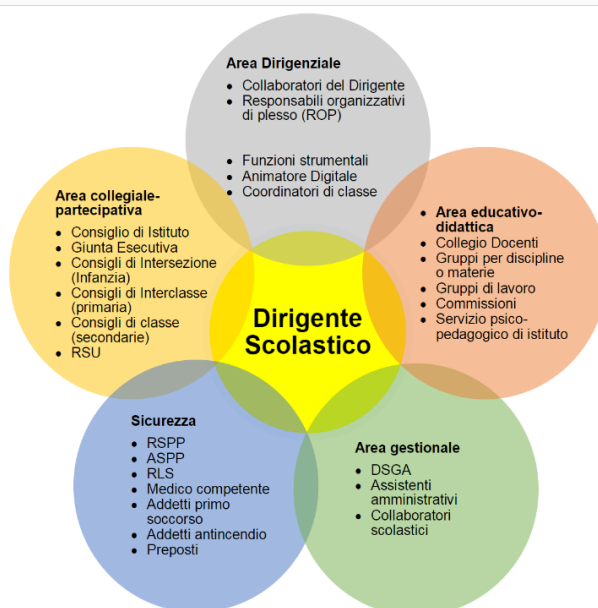 Area Dirigenziale
• Collaboratori del Dirigente
• Responsabili organizzativi
di plesso (ROP)
• Funzioni strumentali
• Animatore Digitale
• Coordinatori di classe
Area collegiale-
partecipativa
• Consiglio di Istituto
• Giunta Esecutiva
• Consigli di Intersezione
(Infanzia)
• Consigli di Interclasse
(primaria)
• Consigli di classe
(secondarie)
• RSU
• Area educativo-
didattica
• Collegio Docenti
• Gruppi per discipline
o materie
• Gruppi di lavoro
• Commissioni
• Servizio psico-
pedagogico di istituto
Dirigente
Scolastico
Sicurezza
• RSPP
• ASPP
• RLS
• Medico competente
• Addetti primo
soccorso
• Addetti antincendio
• Preposti
Area gestionale
• DSGA
• Assistenti
amministrativi
• Collaboratori
scolastici